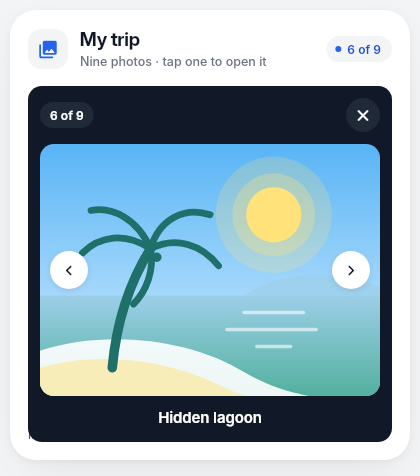 My trip
Nine photos · tap one to open it
6 of 9
6 of 9
Hidden lagoon